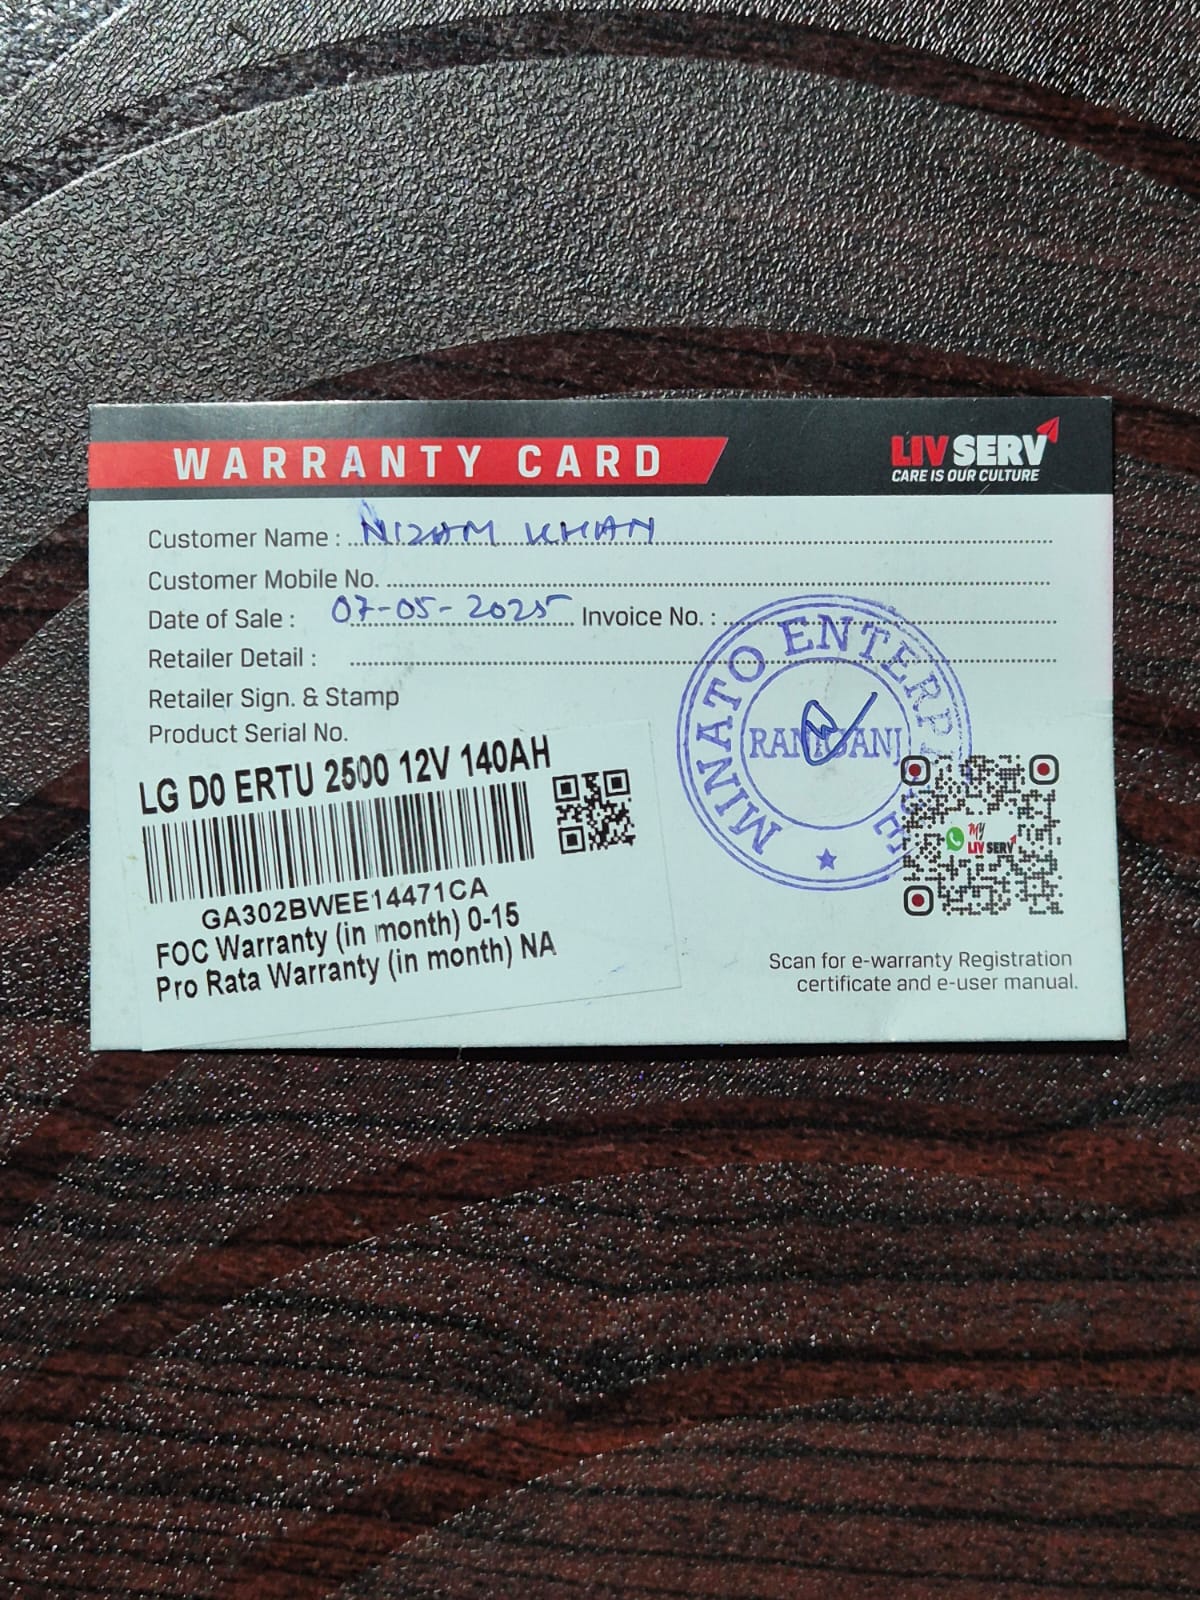 WARRANTY CARD
LIV SERV
CARE IS OUR CULTURE
Customer Name : NIZAM KHAN
Customer Mobile No.
Date of Sale : 07-05-2025 Invoice No. :
Retailer Detail :
Retailer Sign. & Stamp
Product Serial No.
LG D0 ERTU 2500 12V 140AH
GA302BWEE14471CA
FOC Warranty (in month) 0-15
Pro Rata Warranty (in month) NA
MINATO
MY
LIV SERV
Scan for e-warranty Registration
certificate and e-user manual.